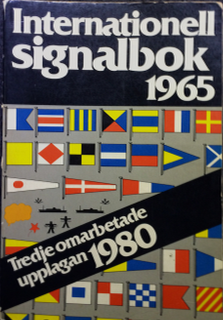 Internationell
signalbok
1965
Tredje omarbetade
upplagan 1980